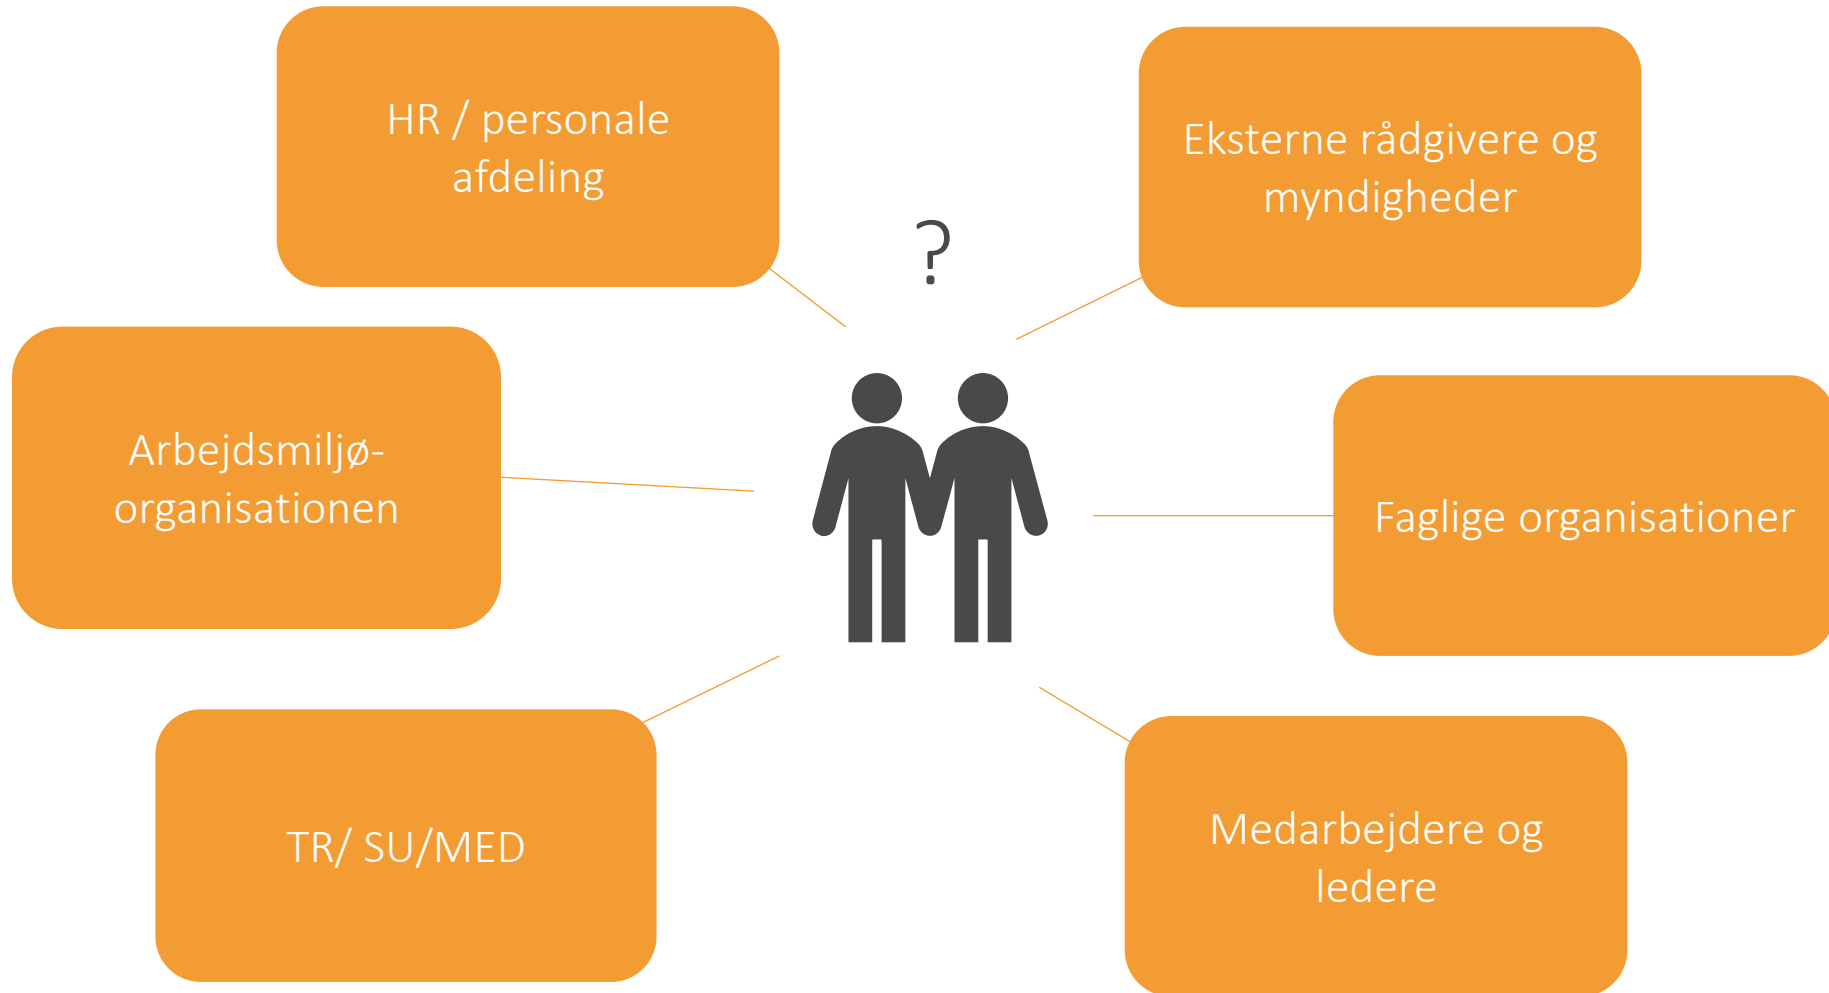 HR / personale
afdeling
Eksterne rådgivere og
myndigheder
?
Arbejdsmiljø-
organisationen
Faglige organisationer
TR/ SU/MED
Medarbejdere og
ledere